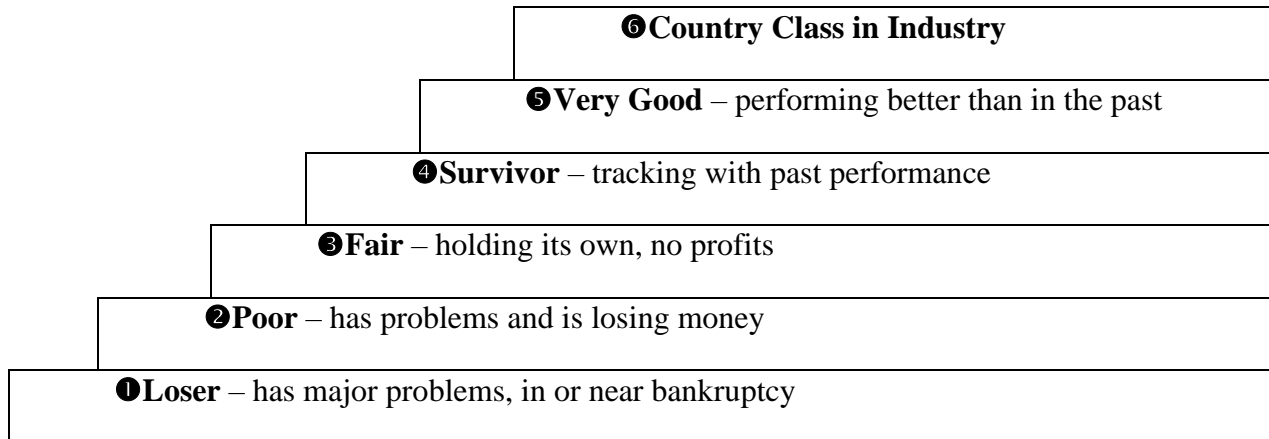 ❻Country Class in Industry
❺Very Good – performing better than in the past
❹Survivor – tracking with past performance
❸Fair – holding its own, no profits
❷Poor – has problems and is losing money
❶Loser – has major problems, in or near bankruptcy